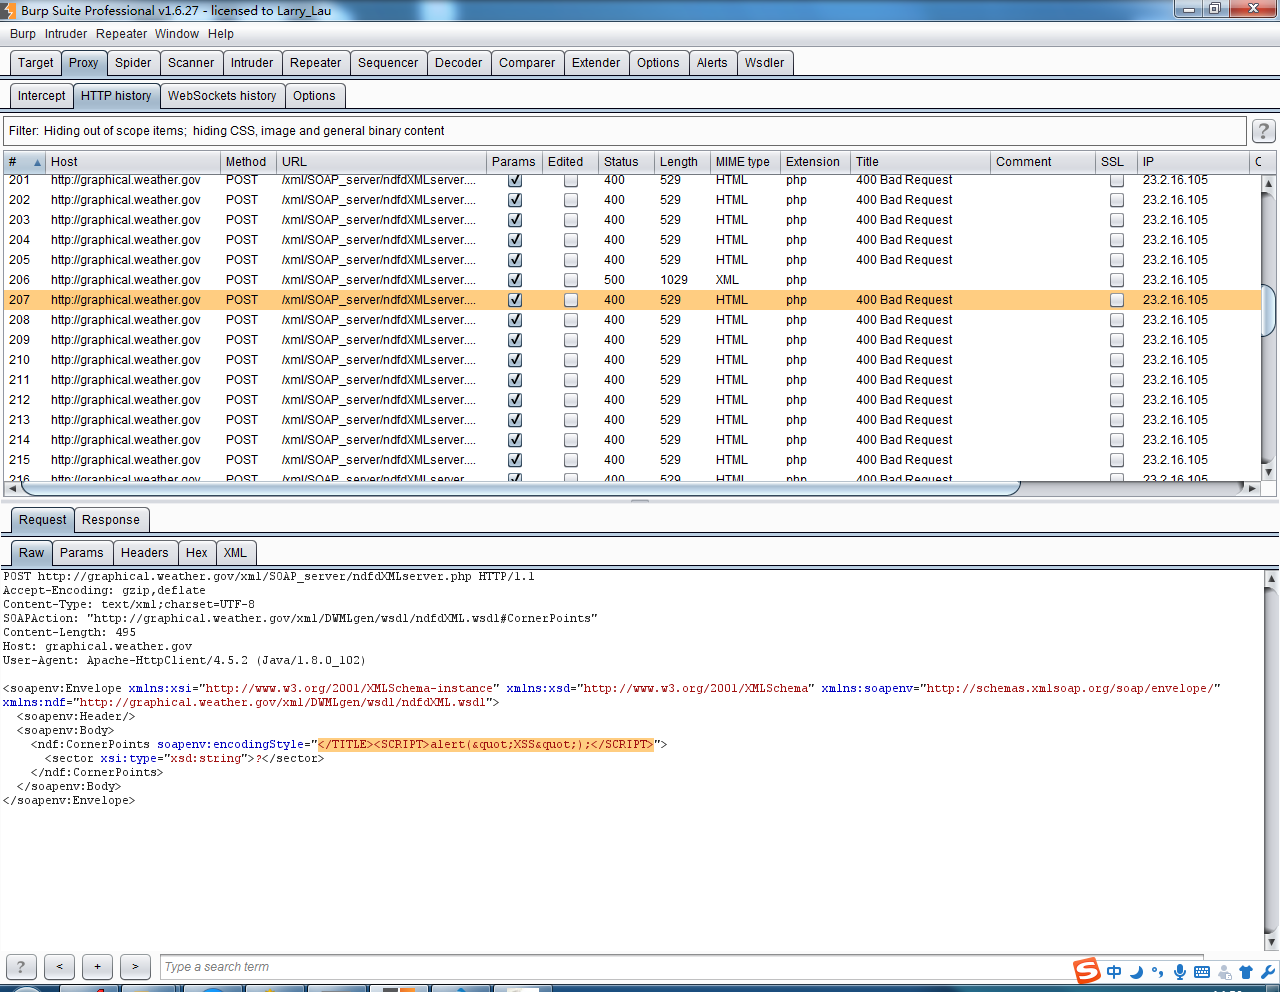 Burp Suite Professional v1.6.27 - licensed to Larry_Lau
Burp Intruder Repeater Window Help
Target Proxy Spider Scanner Intruder Repeater Sequencer Decoder Comparer Extender Options Alerts Wsdler
Intercept HTTP history WebSockets history Options
Filter: Hiding out of scope items; hiding CSS, image and general binary content ?
# Host Method URL Params Edited Status Length MIME type Extension Title Comment SSL IP C
201 http://graphical.weather.gov POST /xml/SOAP_server/ndfdXMLserver.... 400 529 HTML php 400 Bad Request 23.2.16.105
202 http://graphical.weather.gov POST /xml/SOAP_server/ndfdXMLserver.... 400 529 HTML php 400 Bad Request 23.2.16.105
203 http://graphical.weather.gov POST /xml/SOAP_server/ndfdXMLserver.... 400 529 HTML php 400 Bad Request 23.2.16.105
204 http://graphical.weather.gov POST /xml/SOAP_server/ndfdXMLserver.... 400 529 HTML php 400 Bad Request 23.2.16.105
205 http://graphical.weather.gov POST /xml/SOAP_server/ndfdXMLserver.... 400 529 HTML php 400 Bad Request 23.2.16.105
206 http://graphical.weather.gov POST /xml/SOAP_server/ndfdXMLserver.... 500 1029 XML php 23.2.16.105
207 http://graphical.weather.gov POST /xml/SOAP_server/ndfdXMLserver.... 400 529 HTML php 400 Bad Request 23.2.16.105
208 http://graphical.weather.gov POST /xml/SOAP_server/ndfdXMLserver.... 400 529 HTML php 400 Bad Request 23.2.16.105
209 http://graphical.weather.gov POST /xml/SOAP_server/ndfdXMLserver.... 400 529 HTML php 400 Bad Request 23.2.16.105
210 http://graphical.weather.gov POST /xml/SOAP_server/ndfdXMLserver.... 400 529 HTML php 400 Bad Request 23.2.16.105
211 http://graphical.weather.gov POST /xml/SOAP_server/ndfdXMLserver.... 400 529 HTML php 400 Bad Request 23.2.16.105
212 http://graphical.weather.gov POST /xml/SOAP_server/ndfdXMLserver.... 400 529 HTML php 400 Bad Request 23.2.16.105
213 http://graphical.weather.gov POST /xml/SOAP_server/ndfdXMLserver.... 400 529 HTML php 400 Bad Request 23.2.16.105
214 http://graphical.weather.gov POST /xml/SOAP_server/ndfdXMLserver.... 400 529 HTML php 400 Bad Request 23.2.16.105
215 http://graphical.weather.gov POST /xml/SOAP_server/ndfdXMLserver.... 400 529 HTML php 400 Bad Request 23.2.16.105
216 http://graphical.weather.gov POST /xml/SOAP_server/ndfdXMLserver.... 400 529 HTML php 400 Bad Request 23.2.16.105
Request Response
Raw Params Headers Hex XML
POST http://graphical.weather.gov/xml/SOAP_server/ndfdXMLserver.php HTTP/1.1
Accept-Encoding: gzip,deflate
Content-Type: text/xml;charset=UTF-8
SOAPAction: "http://graphical.weather.gov/xml/DWMLgen/wsdl/ndfdXML.wsdl#CornerPoints"
Content-Length: 495
Host: graphical.weather.gov
User-Agent: Apache-HttpClient/4.5.2 (Java/1.8.0_102)
<soapenv:Envelope xmlns:xsi="http://www.w3.org/2001/XMLSchema-instance" xmlns:xsd="http://www.w3.org/2001/XMLSchema" xmlns:soapenv="http://schemas.xmlsoap.org/soap/envelope/"
xmlns:ndf="http://graphical.weather.gov/xml/DWMLgen/wsdl/ndfdXML.wsdl">
<soapenv:Header/>
<soapenv:Body>
<ndf:CornerPoints soapenv:encodingStyle="</TITLE><SCRIPT>alert(&quot;XSS&quot;);</SCRIPT>">
<sector xsi:type="xsd:string">?</sector>
</ndf:CornerPoints>
</soapenv:Body>
</soapenv:Envelope>
? < + > Type a search term
S 中